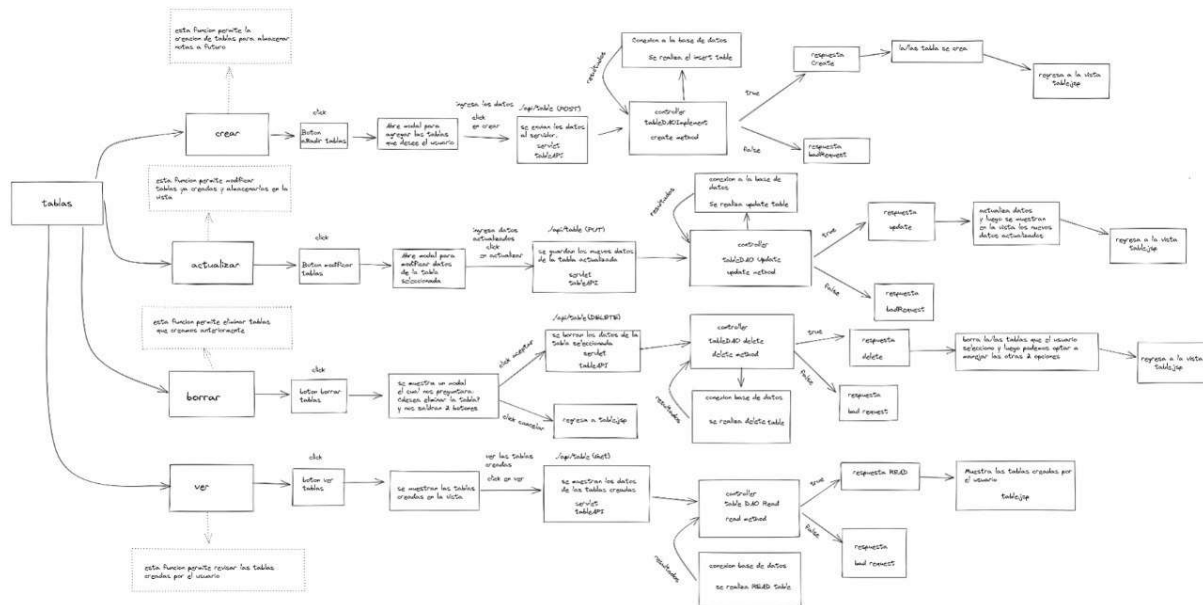 esta funcion permite la
creacion de tablas para almacenar
notas a futuro
crear
click
Boton
añadir tablas
Abre modal para
agregar las tablas
que desee el usuario
ingresa los datos
click
en crear
./api/table (POST)
se envian los datos
al servidor.
servlet
tableAPI
resultados
Conexion a la base de datos
Se realiza el insert table
controller
tableDAOImplement
create method
true
false
respuesta
Create
la/las tabla se crea
regresa a la vista
table.jsp
respuesta
badRequest
tablas
esta funcion permite modificar
tablas ya creadas y almacenarlas en la
vista
actualizar
click
Boton modificar
tablas
Abre modal para
modificar datos
de la tabla
seleccionada
ingresa datos
actualizados
click
en actualizar
./api/table (PUT)
se guardan los nuevos datos
de la tabla actualizada
servlet
tableAPI
resultados
conexion a la base de
datos
Se realiza update table
controller
tableDAO Update
update method
true
false
respuesta
update
actualiza datos
y luego se muestran
en la vista los nuevos
datos actualizados
regresa a la vista
table.jsp
respuesta
badRequest
esta funcion permite eliminar tablas
que creamos anteriormente
borrar
click
boton borrar
tablas
se muestra un modal
el cual nos preguntara:
¿desea eliminar la tabla?
y nos saldran 2 botones
click aceptar
click cancelar
./api/table(DELETE)
se borran los datos de la
tabla seleccionada
servlet
tableAPI
regresa a table.jsp
controller
tableDAO delete
delete method
resultados
conexion base de datos
se realiza delete table
true
false
respuesta
delete
borra la/las tablas que el usuario
selecciono y luego podemos optar a
manejar las otras 2 opciones
regresa a la vista
table.jsp
respuesta
bad request
ver
click
boton ver
tablas
se muestran las tablas
creadas en la vista
ver las tablas
creadas
click en ver
./api/table (Get)
se muestran los datos
de las tablas creadas
servlet
tableAPI
controller
table DAO Read
read method
resultados
conexion base de datos
se realiza READ table
true
false
respuesta READ
Muestra las tablas creadas por
el usuario
table.jsp
respuesta
bad request
esta funcion permite revisar las tablas
creadas por el usuario